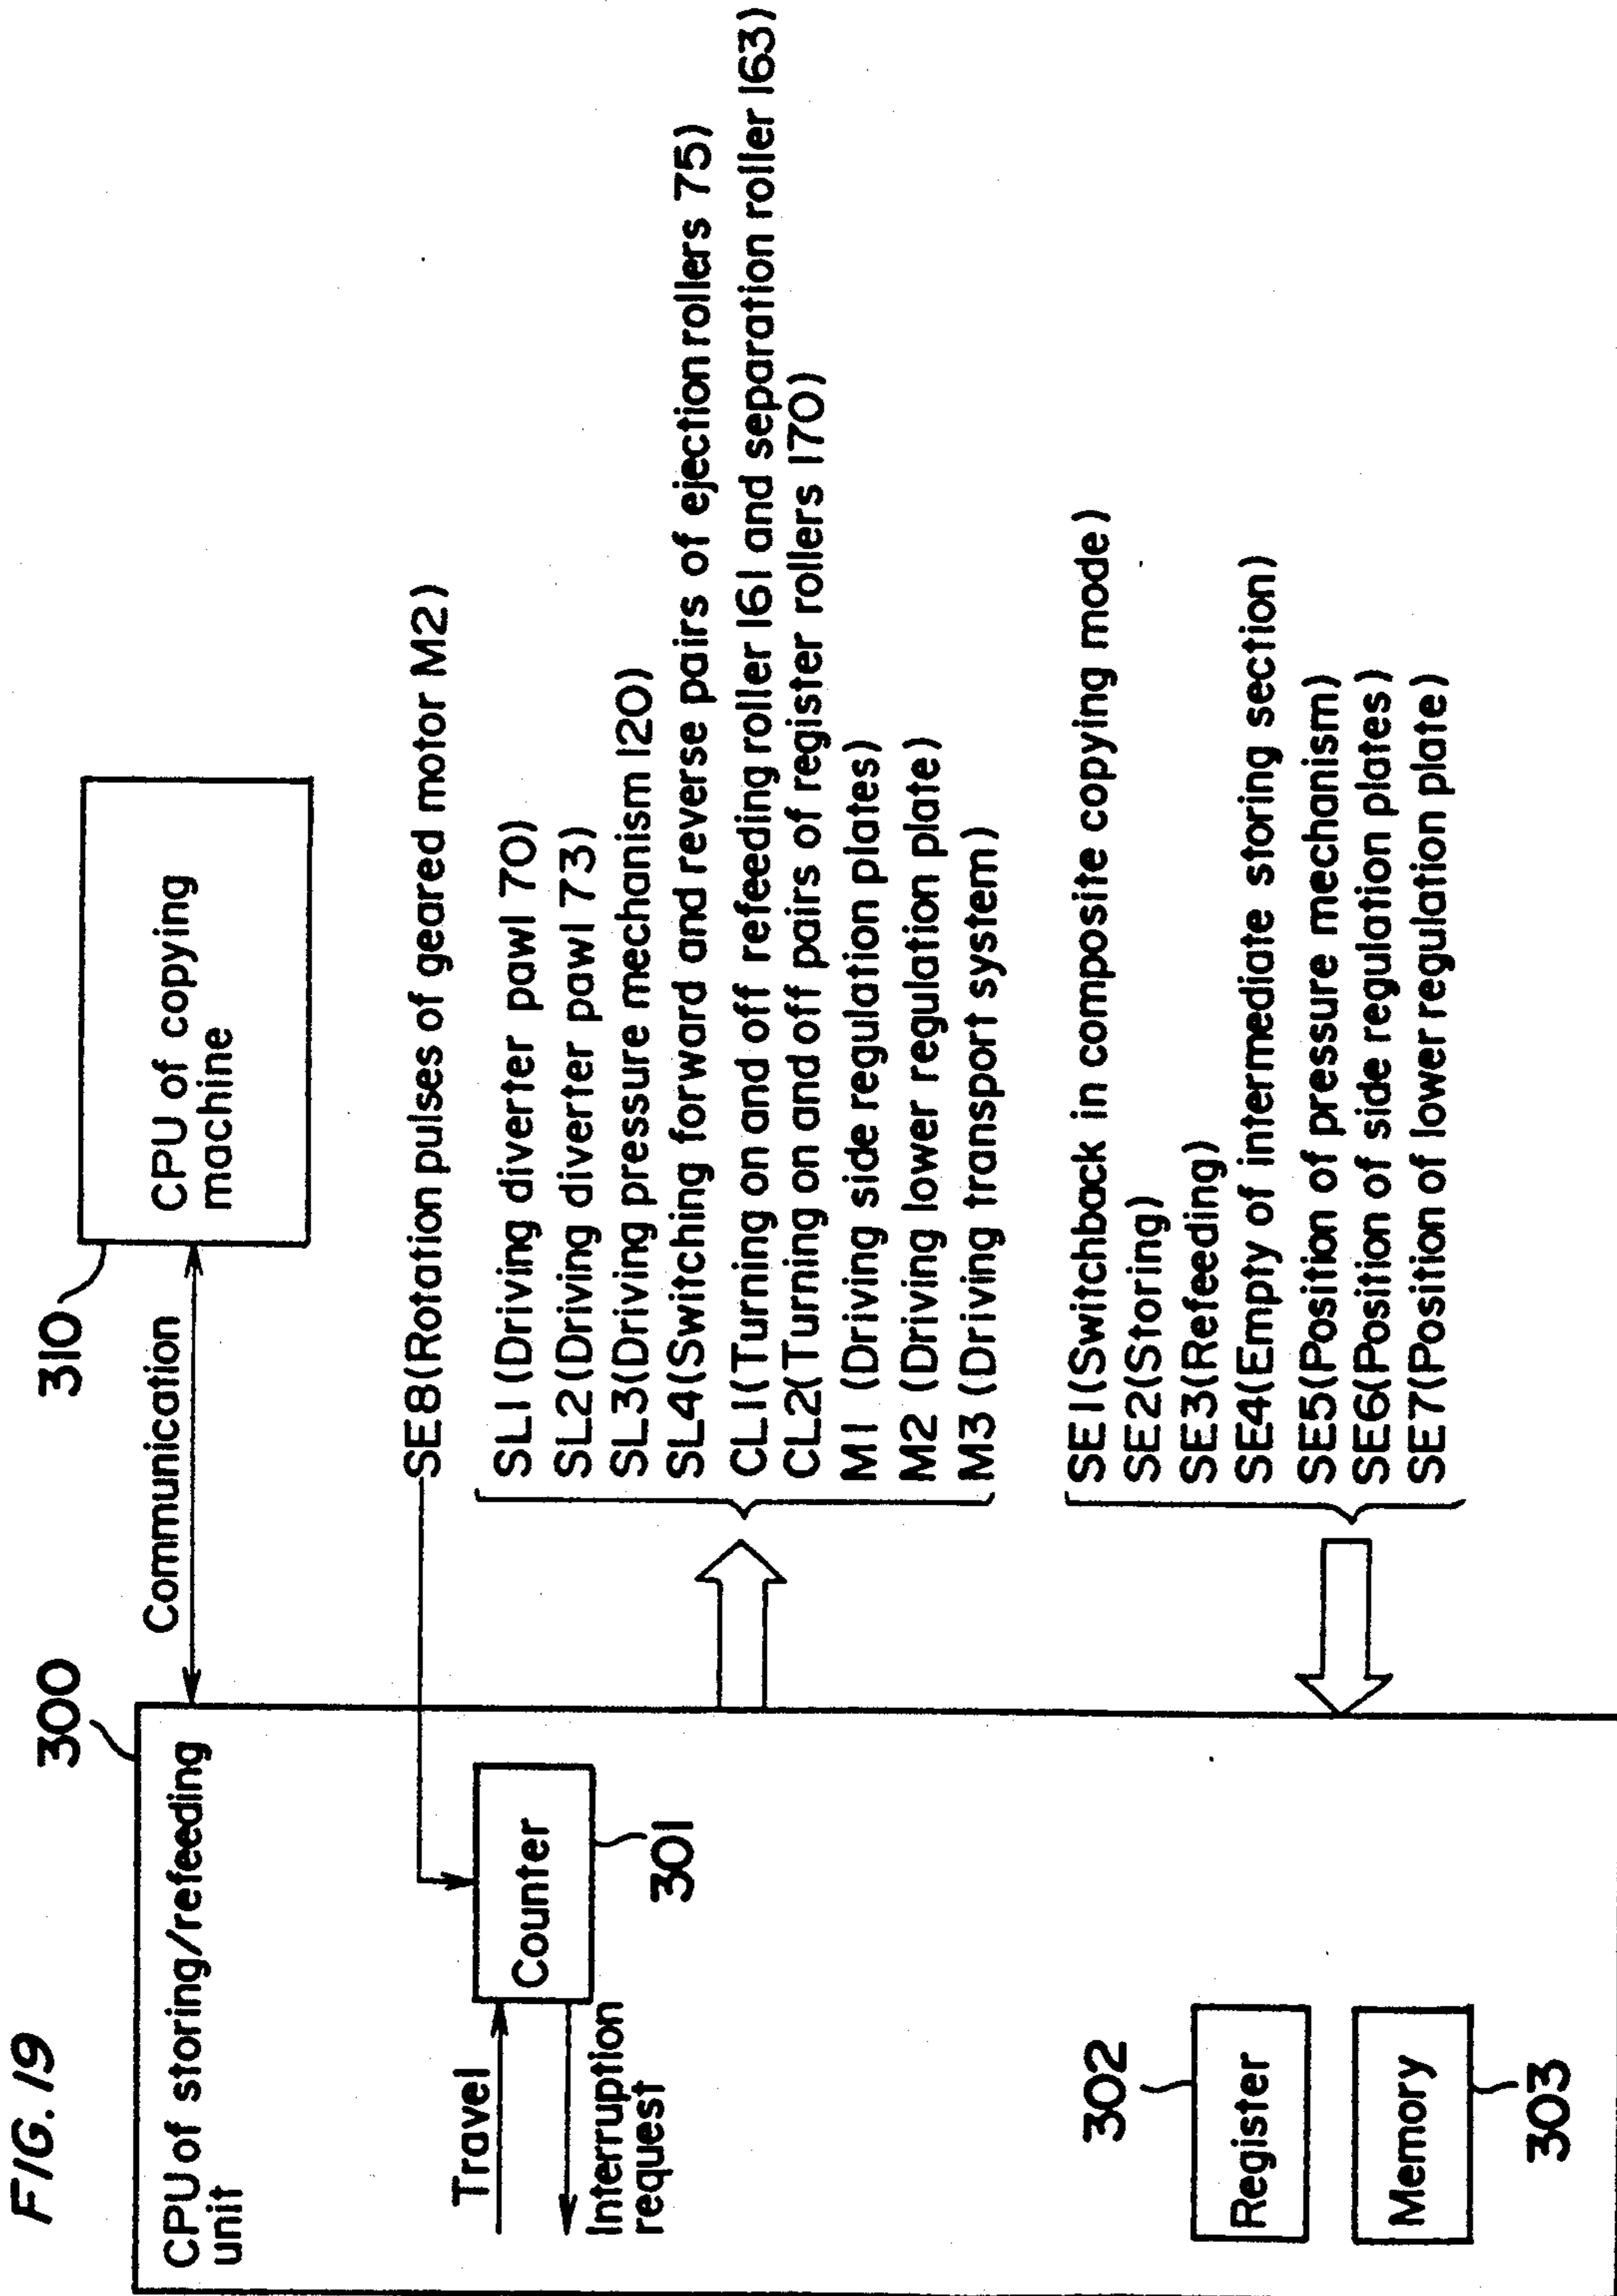 FIG. 19
300
CPU of storing/refeeding
unit
Communication
310
CPU of copying
machine
Travel
Interruption
request
Counter
301
SE8(Rotation pulses of geared motor M2)
SL1 (Driving diverter pawl 70)
SL2 (Driving diverter pawl 73)
SL3(Driving pressure mechanism 120)
SL4(Switching forward and reverse pairs of ejection rollers 75)
CL1(Turning on and off refeeding roller 161 and separation roller 163)
CL2(Turning on and off pairs of register rollers 170)
M1 (Driving side regulation plates)
M2 (Driving lower regulation plate)
M3 (Driving transport system)
SE1(Switchback in composite copying mode)
SE2(Storing)
SE3(Refeeding)
SE4(Empty of intermediate storing section)
SE5(Position of pressure mechanism)
SE6(Position of side regulation plates)
SE7(Position of lower regulation plate)
302
Register
Memory
303